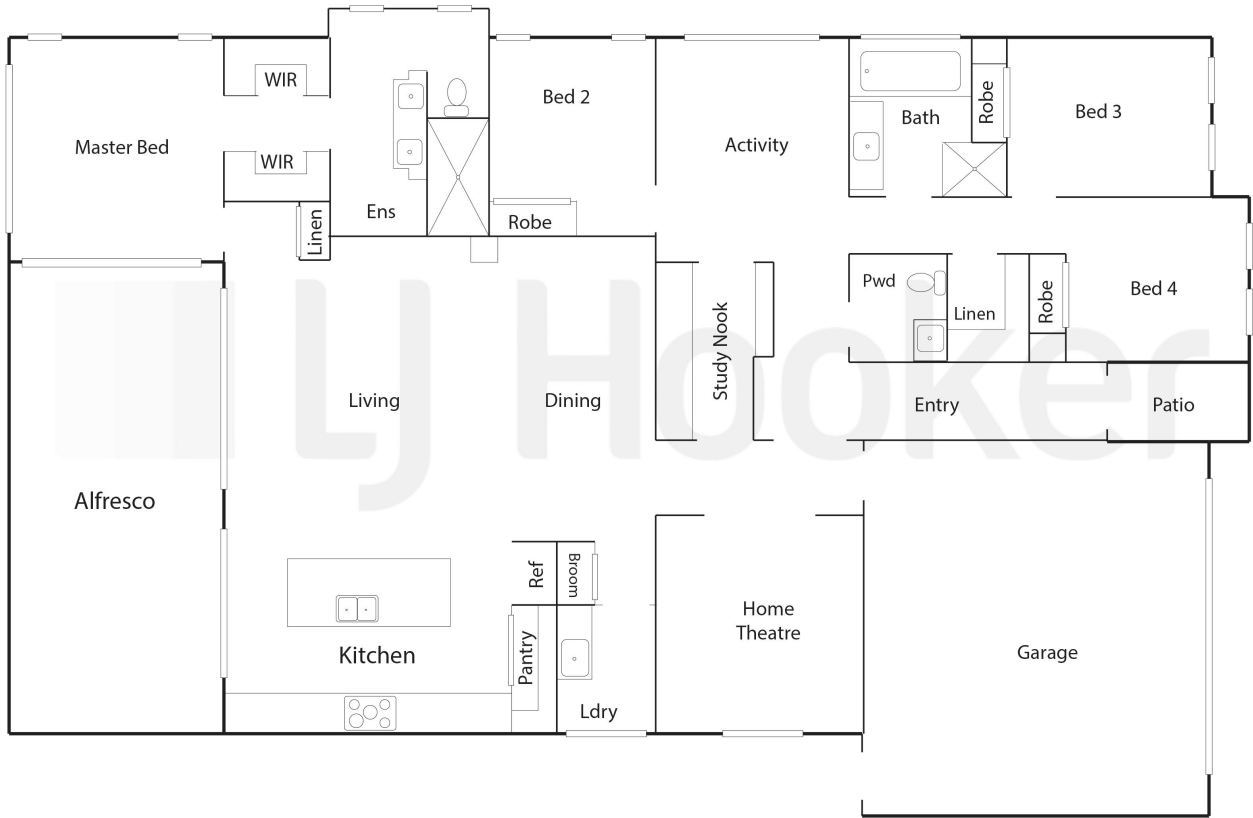 WIR
Bed 2
Robe
Bed 3
Bath
Activity
Master Bed
WIR
Ens
Robe
Linen
Pwd
Bed 4
Linen
Robe
Study Nook
LJ Hooker
Living
Dining
Entry
Patio
Alfresco
Ref
Broom
Home
Theatre
Kitchen
Pantry
Garage
Ldry